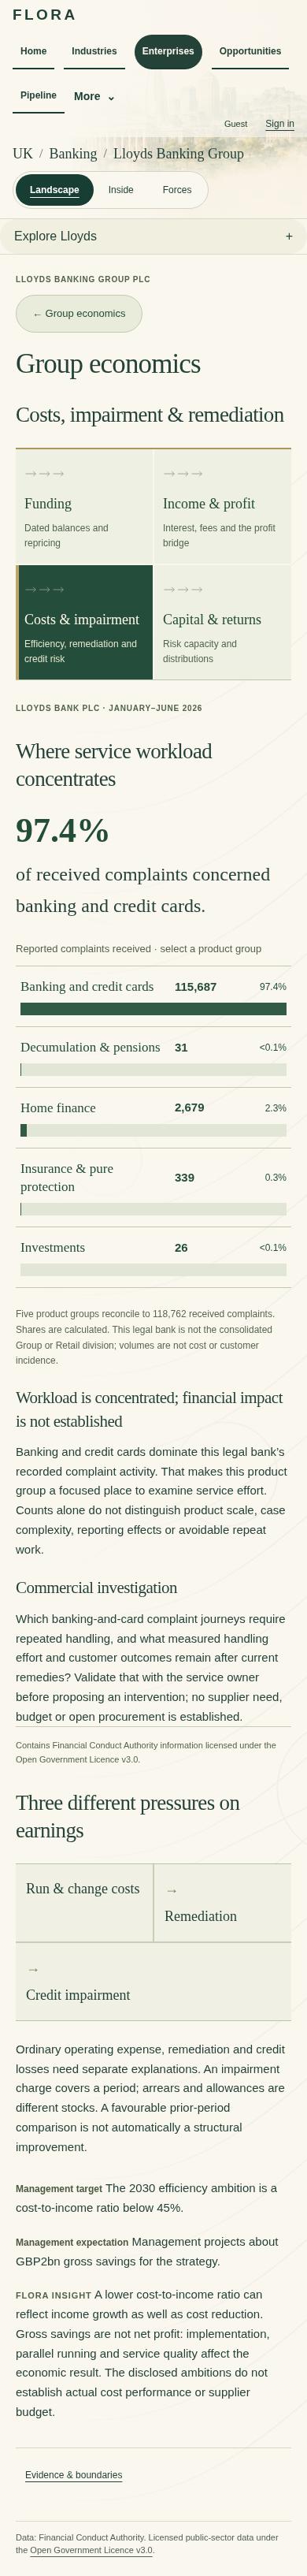 FLORA
Home Industries Enterprises Opportunities
Pipeline More ⌄
Guest Sign in
UK / Banking / Lloyds Banking Group
Landscape Inside Forces
Explore Lloyds +
LLOYDS BANKING GROUP PLC
← Group economics
Group economics
Costs, impairment & remediation
→→→ →→→
Funding Income & profit
Dated balances and Interest, fees and the profit
repricing bridge
→→→ →→→
Costs & impairment Capital & returns
Efficiency, remediation and Risk capacity and
credit risk distributions
LLOYDS BANK PLC · JANUARY–JUNE 2026
Where service workload
concentrates
97.4%
of received complaints concerned
banking and credit cards.
Reported complaints received · select a product group
Banking and credit cards 115,687 97.4%
Decumulation & pensions 31 <0.1%
Home finance 2,679 2.3%
Insurance & pure
protection 339 0.3%
Investments 26 <0.1%
Five product groups reconcile to 118,762 received complaints.
Shares are calculated. This legal bank is not the consolidated
Group or Retail division; volumes are not cost or customer
incidence.
Workload is concentrated; financial impact
is not established
Banking and credit cards dominate this legal bank’s
recorded complaint activity. That makes this product
group a focused place to examine service effort.
Counts alone do not distinguish product scale, case
complexity, reporting effects or avoidable repeat
work.
Commercial investigation
Which banking-and-card complaint journeys require
repeated handling, and what measured handling
effort and customer outcomes remain after current
remedies? Validate that with the service owner
before proposing an intervention; no supplier need,
budget or open procurement is established.
Contains Financial Conduct Authority information licensed under the
Open Government Licence v3.0.
Three different pressures on
earnings
Run & change costs →
Remediation
→
Credit impairment
Ordinary operating expense, remediation and credit
losses need separate explanations. An impairment
charge covers a period; arrears and allowances are
different stocks. A favourable prior-period
comparison is not automatically a structural
improvement.
Management target The 2030 efficiency ambition is a
cost-to-income ratio below 45%.
Management expectation Management projects about
GBP2bn gross savings for the strategy.
FLORA INSIGHT A lower cost-to-income ratio can
reflect income growth as well as cost reduction.
Gross savings are not net profit: implementation,
parallel running and service quality affect the
economic result. The disclosed ambitions do not
establish actual cost performance or supplier
budget.
Evidence & boundaries
Data: Financial Conduct Authority. Licensed public-sector data under
the Open Government Licence v3.0.